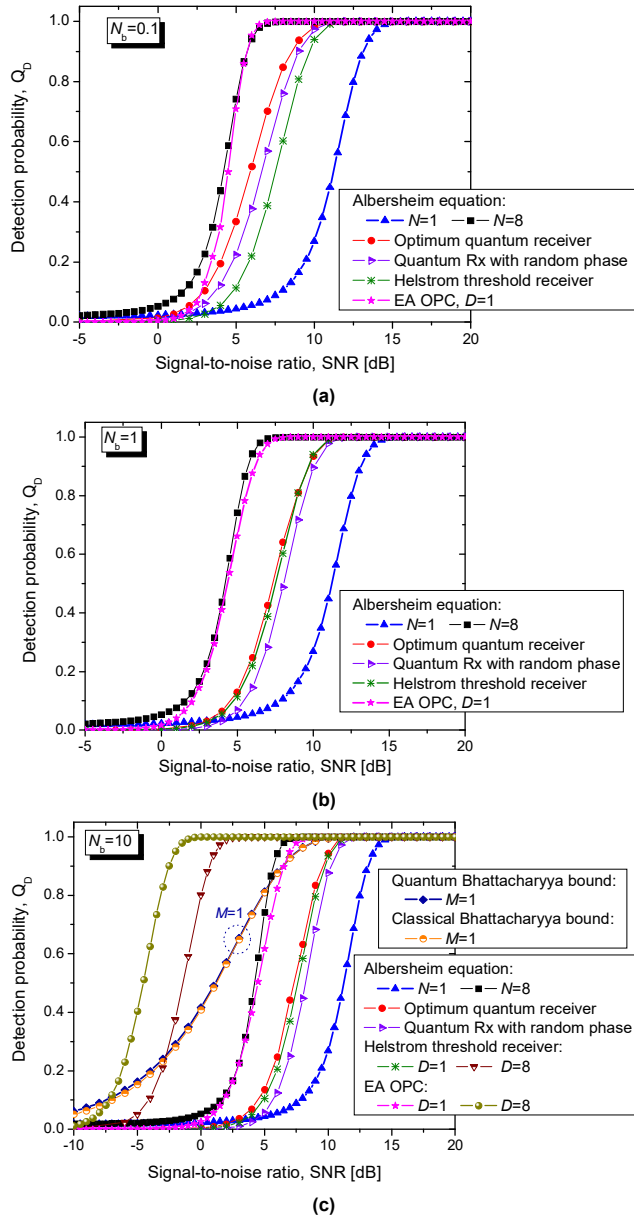 N_b=0.1
Detection probability, Q_D
1.0
0.8
0.6
0.4
0.2
0.0
-5 0 5 10 15 20
Signal-to-noise ratio, SNR [dB]
Albersheim equation:
N=1 N=8
Optimum quantum receiver
Quantum Rx with random phase
Helstrom threshold receiver
EA OPC, D=1
(a)
N_b=1
Detection probability, Q_D
1.0
0.8
0.6
0.4
0.2
0.0
-5 0 5 10 15 20
Signal-to-noise ratio, SNR [dB]
Albersheim equation:
N=1 N=8
Optimum quantum receiver
Quantum Rx with random phase
Helstrom threshold receiver
EA OPC, D=1
(b)
N_b=10
Detection probability, Q_D
1.0
0.8
0.6
0.4
0.2
0.0
-10 -5 0 5 10 15 20
Signal-to-noise ratio, SNR [dB]
M=1
Quantum Bhattacharyya bound:
M=1
Classical Bhattacharyya bound:
M=1
Albersheim equation:
N=1 N=8
Optimum quantum receiver
Quantum Rx with random phase
Helstrom threshold receiver:
D=1 D=8
EA OPC:
D=1 D=8
(c)